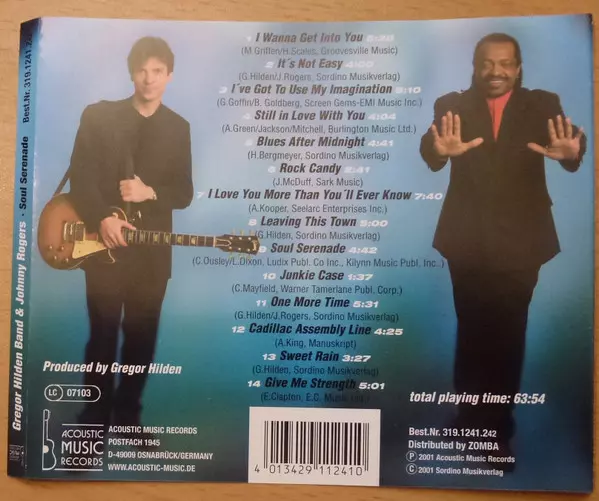 Gregor Hilden Band & Johnny Rogers · Soul Serenade Best.Nr. 319.1241.242
1 I Wanna Get Into You
(M.Griffen/H.Scales, Groovesville Music)
2 It´s Not Easy 4:00
(G.Hilden/J.Rogers, Sordino Musikverlag)
3 I´ve Got To Use My Imagination
(G.Goffin/B. Goldberg, Screen Gems-EMI Music Inc.)
4 Still in Love With You 4:04
(A.Green/Jackson/Mitchell, Burlington Music Ltd.)
5 Blues After Midnight
(H.Bergmeyer, Sordino Musikverlag)
6 Rock Candy
(J.McDuff, Sark Music)
7 I Love You More Than You´ll Ever Know 7:40
(A.Kooper, Seelarc Enterprises Inc.)
8 Leaving This Town 5:00
(G.Hilden, Sordino Musikverlag)
9 Soul Serenade 4:42
(C.Ousley/L.Dixon, Ludix Publ. Co Inc., Kilynn Music Publ.)
10 Junkie Case 1:37
(C.Mayfield, Warner Tamerlane Publ. Corp.)
11 One More Time 5:31
(G.Hilden/J.Rogers, Sordino Musikverlag)
12 Cadillac Assembly Line 4:25
(A.King, Manuskript)
13 Sweet Rain 3:27
(G.Hilden, Sordino Musikverlag)
14 Give Me Strength 5:01
(E.Clapten, E.C. Music Ltd.)
Produced by Gregor Hilden
LC 07103
total playing time: 63:54
ACOUSTIC
MUSIC
RECORDS
ACOUSTIC MUSIC RECORDS
POSTFACH 1945
D-49009 OSNABRÜCK/GERMANY
WWW.ACOUSTIC-MUSIC.DE
4 013429 112410
Best.Nr. 319.1241.242
Distributed by ZOMBA
Ⓟ 2001 Acoustic Music Records
© 2001 Sordino Musikverlag